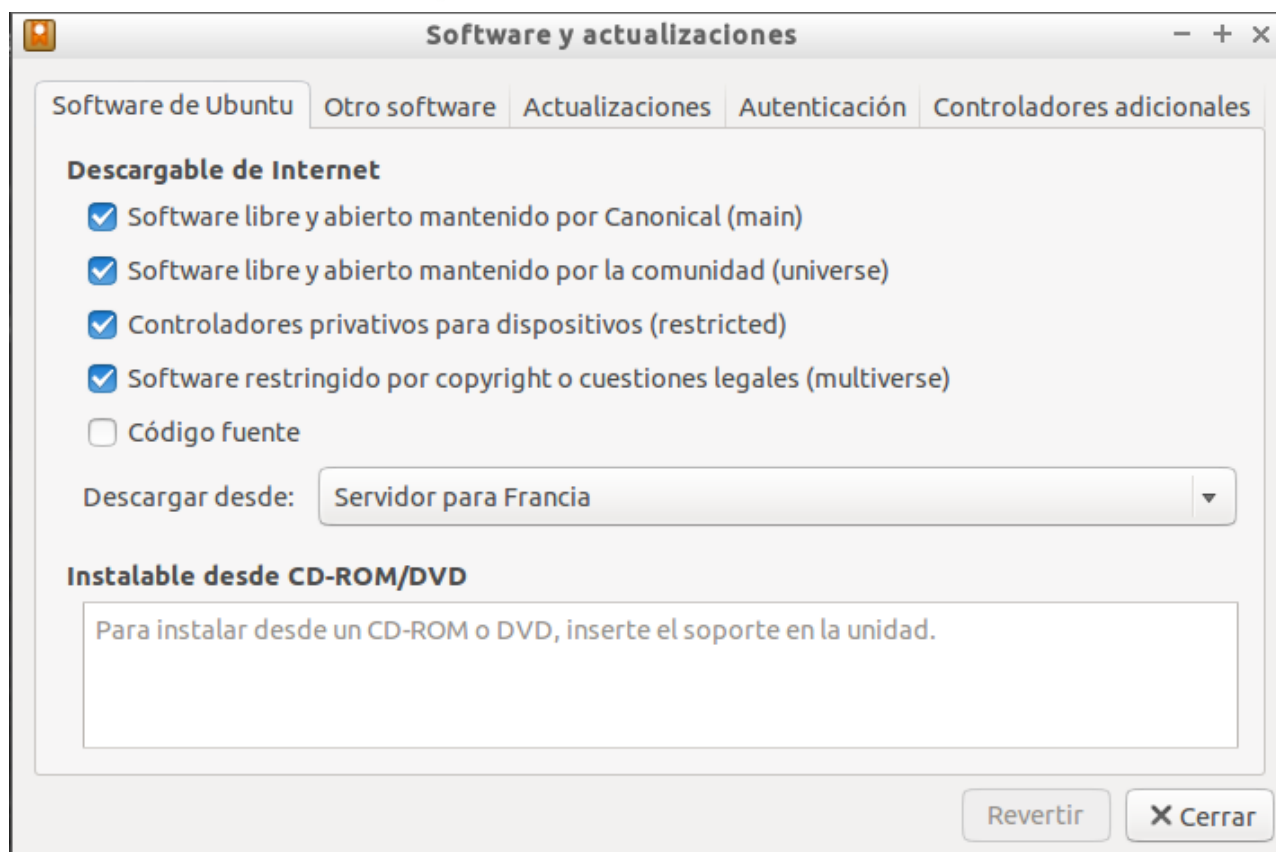 Software y actualizaciones
Software de Ubuntu Otro software Actualizaciones Autenticación Controladores adicionales
Descargable de Internet
Software libre y abierto mantenido por Canonical (main)
Software libre y abierto mantenido por la comunidad (universe)
Controladores privativos para dispositivos (restricted)
Software restringido por copyright o cuestiones legales (multiverse)
Código fuente
Descargar desde: Servidor para Francia
Instalable desde CD-ROM/DVD
Para instalar desde un CD-ROM o DVD, inserte el soporte en la unidad.
Revertir Cerrar